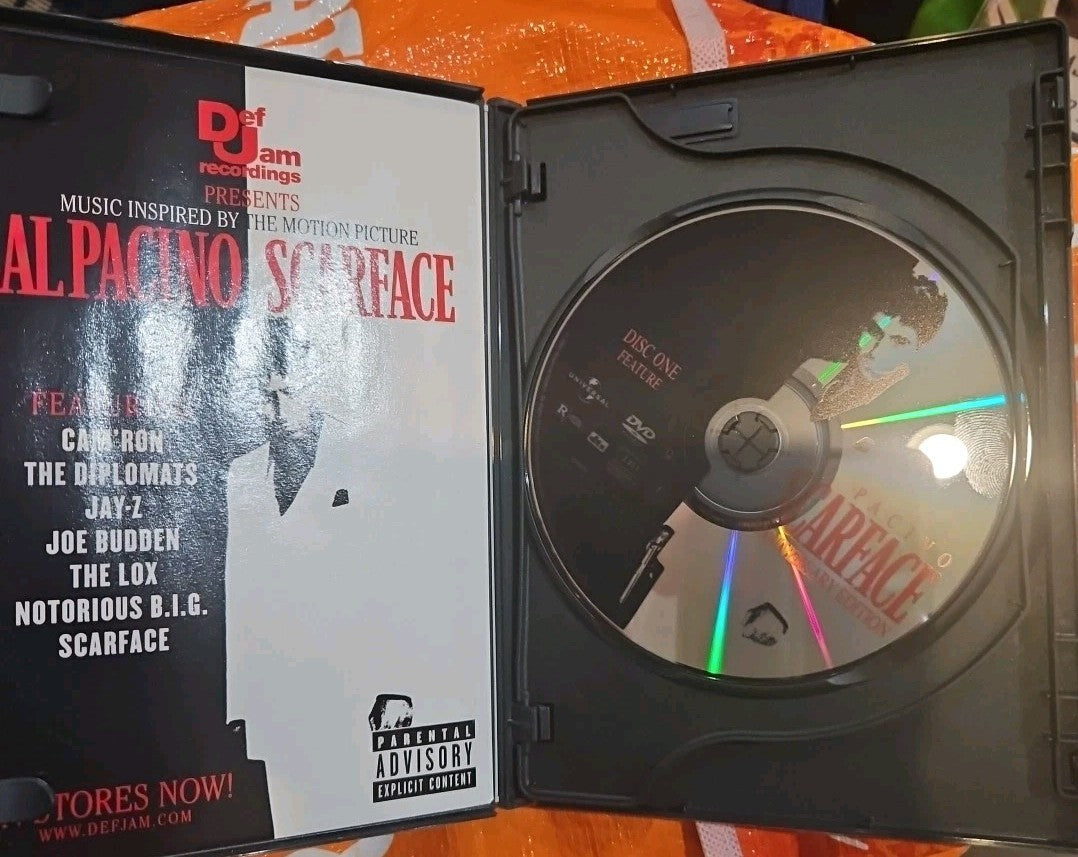 Def
Jam
recordings
PRESENTS
MUSIC INSPIRED BY THE MOTION PICTURE
AL PACINO SCARFACE
FEATURING
CAM'RON
THE DIPLOMATS
JAY-Z
JOE BUDDEN
THE LOX
NOTORIOUS B.I.G.
SCARFACE
PARENTAL
ADVISORY
EXPLICIT CONTENT
STORES NOW!
WWW.DEFJAM.COM
DISC ONE
FEATURE
UNIVERSAL
R
DVD
PACINO
SCARFACE
EDITION